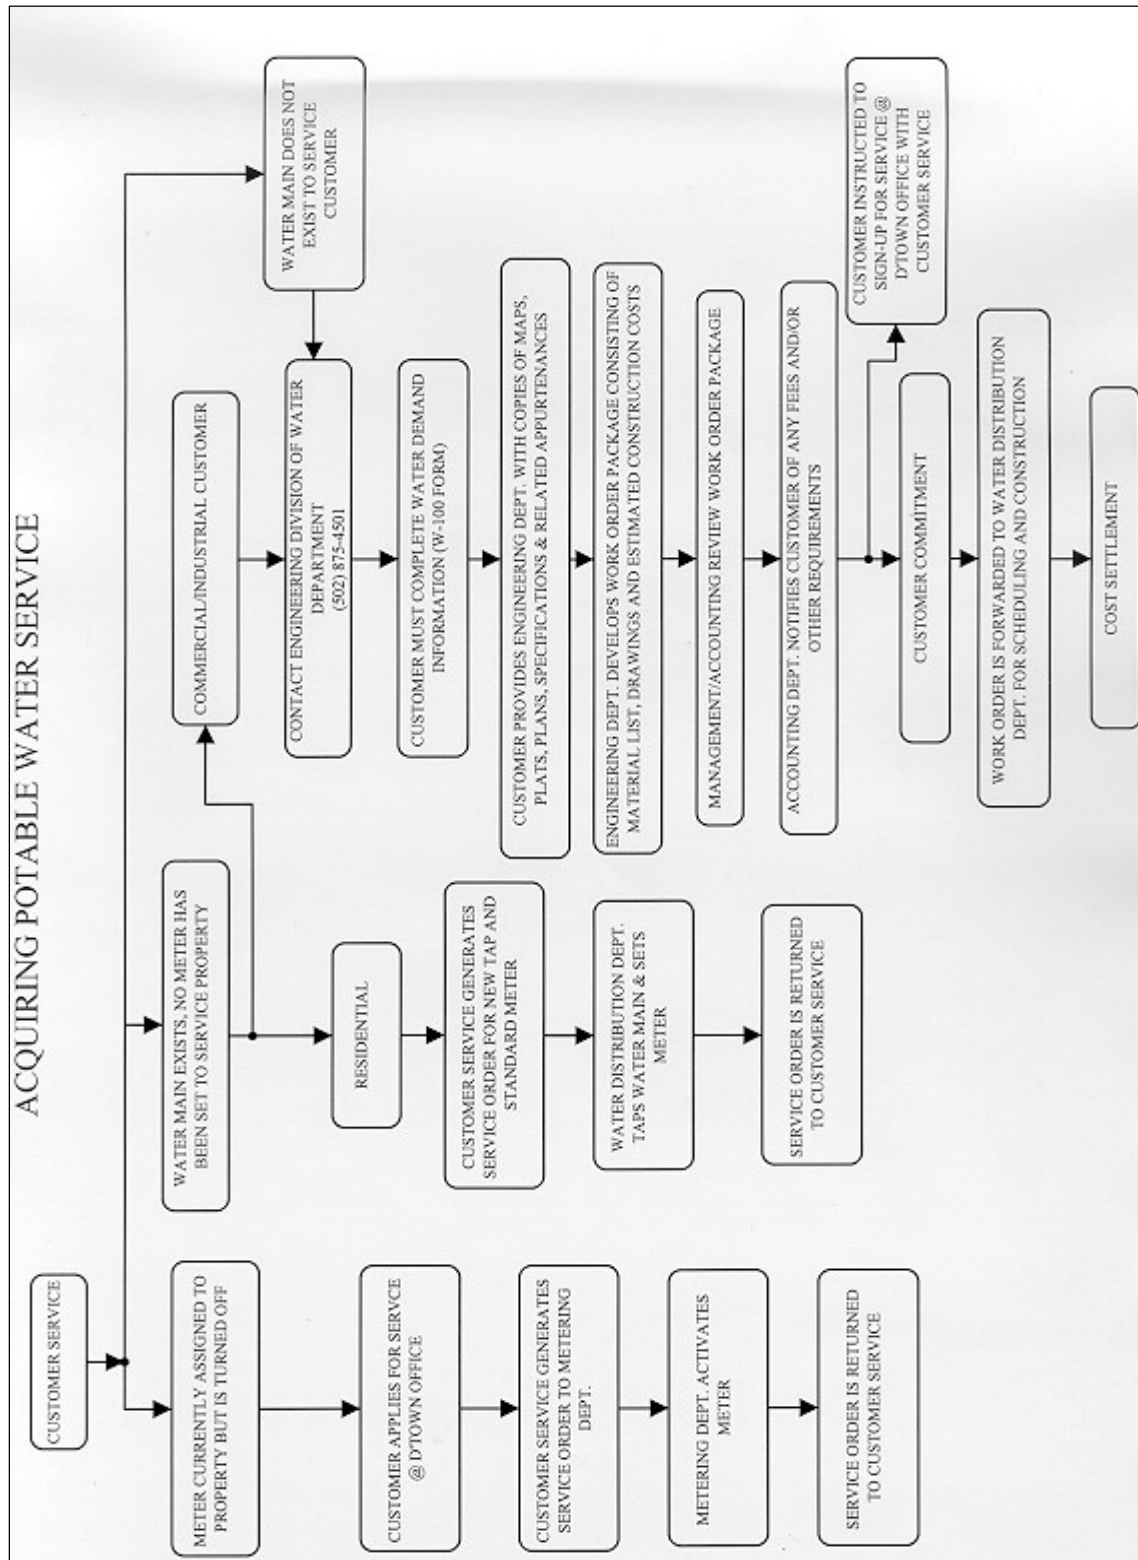 ACQUIRING POTABLE WATER SERVICE
CUSTOMER SERVICE
METER CURRENTLY ASSIGNED TO
PROPERTY BUT IS TURNED OFF
CUSTOMER APPLIES FOR SERVCE
@ D'TOWN OFFICE
CUSTOMER SERVICE GENERATES
SERVICE ORDER TO METERING
DEPT.
METERING DEPT. ACTIVATES
METER
SERVICE ORDER IS RETURNED
TO CUSTOMER SERVICE
WATER MAIN EXISTS, NO METER HAS
BEEN SET TO SERVICE PROPERTY
RESIDENTIAL
CUSTOMER SERVICE GENERATES
SERVICE ORDER FOR NEW TAP AND
STANDARD METER
WATER DISTRIBUTION DEPT.
TAPS WATER MAIN & SETS
METER
SERVICE ORDER IS RETURNED
TO CUSTOMER SERVICE
COMMERCIAL/INDUSTRIAL CUSTOMER
WATER MAIN DOES NOT
EXIST TO SERVICE
CUSTOMER
CONTACT ENGINEERING DIVISION OF WATER
DEPARTMENT
(502) 875-4501
CUSTOMER MUST COMPLETE WATER DEMAND
INFORMATION (W-100 FORM)
CUSTOMER PROVIDES ENGINEERING DEPT. WITH COPIES OF MAPS,
PLATS, PLANS, SPECIFICATIONS & RELATED APPURTENANCES
ENGINEERING DEPT. DEVELOPS WORK ORDER PACKAGE CONSISTING OF
MATERIAL LIST, DRAWINGS AND ESTIMATED CONSTRUCTION COSTS
MANAGEMENT/ACCOUNTING REVIEW WORK ORDER PACKAGE
ACCOUNTING DEPT. NOTIFIES CUSTOMER OF ANY FEES AND/OR
OTHER REQUIREMENTS
CUSTOMER INSTRUCTED TO
SIGN-UP FOR SERVICE @
D'TOWN OFFICE WITH
CUSTOMER SERVICE
CUSTOMER COMMITMENT
WORK ORDER IS FORWARDED TO WATER DISTRIBUTION
DEPT. FOR SCHEDULING AND CONSTRUCTION
COST SETTLEMENT